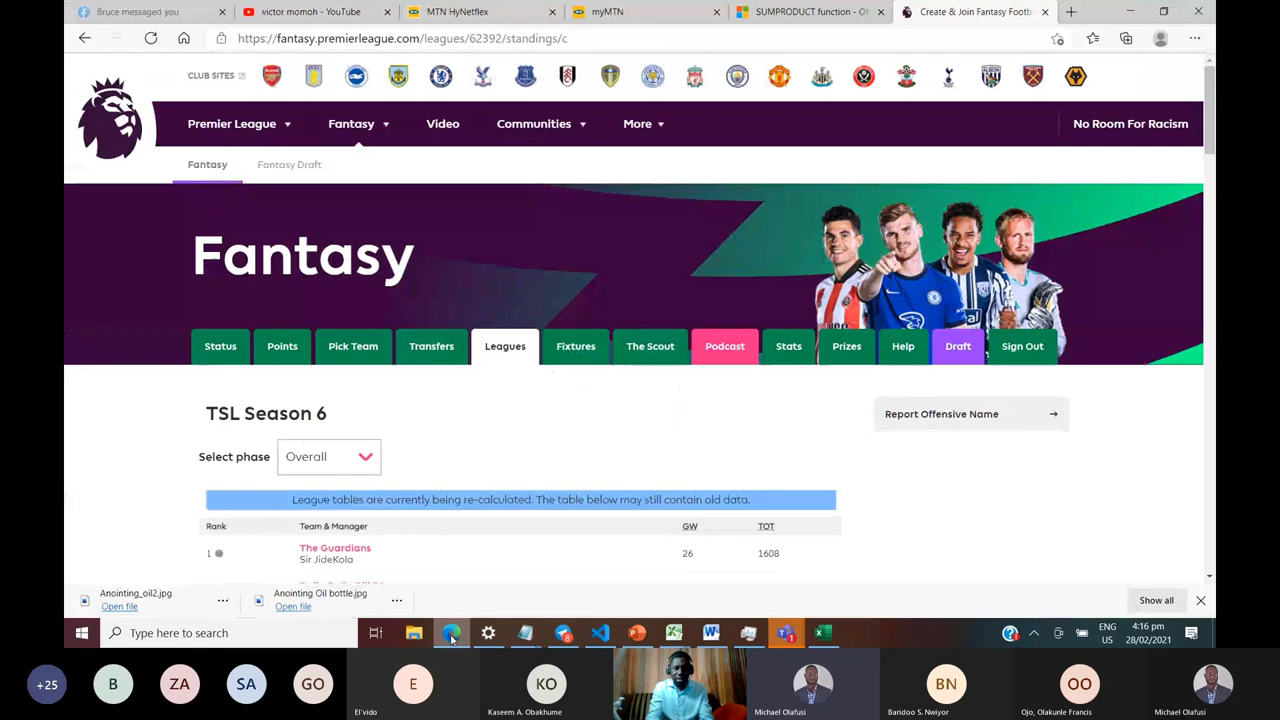 Bruce messaged you
victor momoh - YouTube
MTN HyNetflex
myMTN
SUMPRODUCT function - Of
Create & Join Fantasy Footb
https://fantasy.premierleague.com/leagues/62392/standings/c
CLUB SITES
Premier League Fantasy Video Communities More No Room For Racism
Fantasy Fantasy Draft
Fantasy
Status Points Pick Team Transfers Leagues Fixtures The Scout Podcast Stats Prizes Help Draft Sign Out
TSL Season 6
Report Offensive Name
Select phase Overall
League tables are currently being re-calculated. The table below may still contain old data.
Rank Team & Manager GW TOT
The Guardians
1 26 1608
Sir JideKola
Anointing_oil2.jpg
Open file
Anointing Oil bottle.jpg
Open file
Show all
Type here to search
ENG
US
4:16 pm
28/02/2021
+25 B ZA SA GO
E
El'vido
KO
Kaseem A. Obakhume
Michael Olafusi
BN
Baridoo S. Nwiyor
OO
Ojo, Olakunle Francis
Michael Olafusi